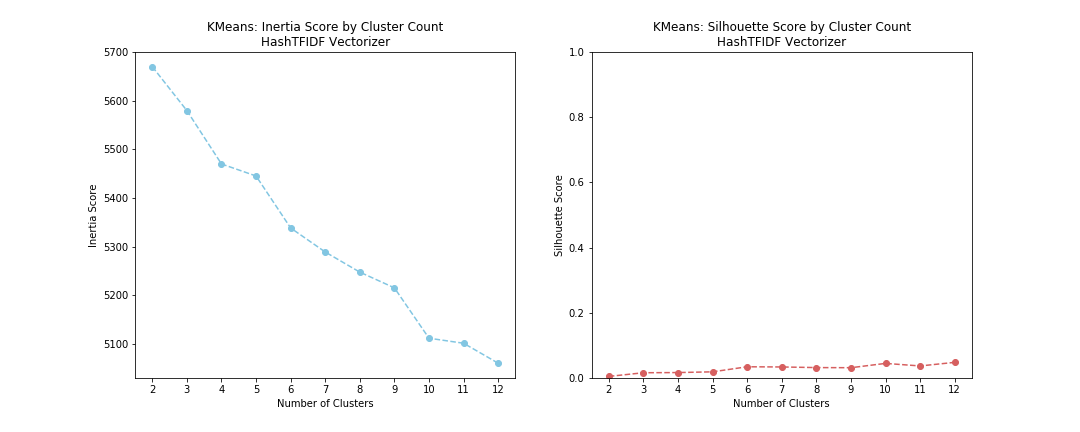 KMeans: Inertia Score by Cluster Count
HashTFIDF Vectorizer
5700
5600
5500
5400
5300
5200
5100
Inertia Score
2 3 4 5 6 7 8 9 10 11 12
Number of Clusters
KMeans: Silhouette Score by Cluster Count
HashTFIDF Vectorizer
1.0
0.8
0.6
0.4
0.2
0.0
Silhouette Score
2 3 4 5 6 7 8 9 10 11 12
Number of Clusters